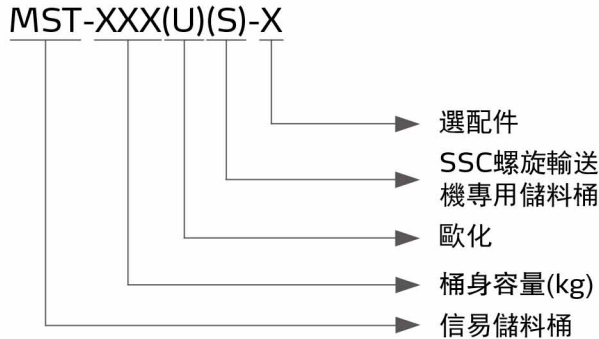 MST-XXX(U)(S)-X
選配件
SSC螺旋輸送
機專用儲料桶
歐化
桶身容量(kg)
信易儲料桶